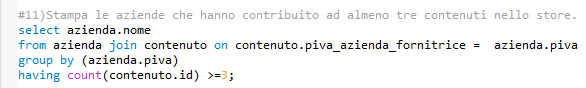 #11)Stampa le aziende che hanno contribuito ad almeno tre contenuti nello store.
select azienda.nome
from azienda join contenuto on contenuto.piva_azienda_fornitrice =  azienda.piva
group by (azienda.piva)
having count(contenuto.id) >=3;